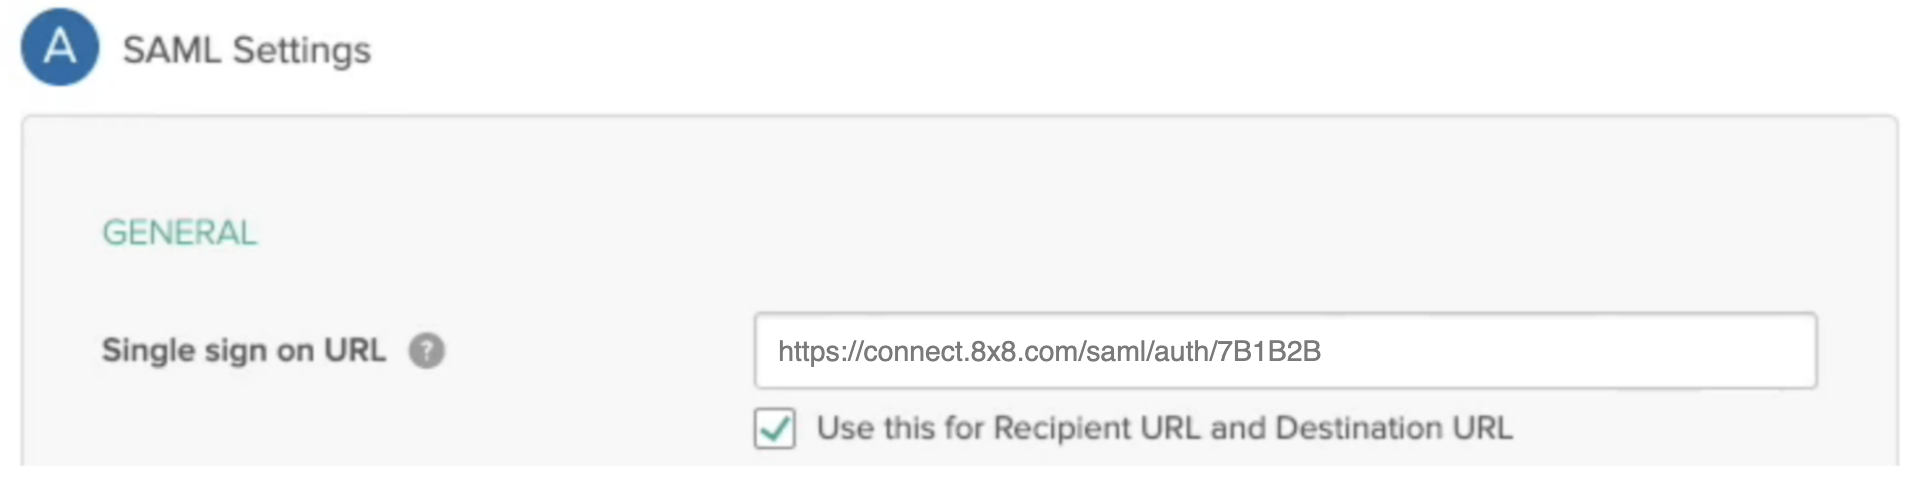 A SAML Settings
GENERAL
Single sign on URL ? https://connect.8x8.com/saml/auth/7B1B2B
Use this for Recipient URL and Destination URL